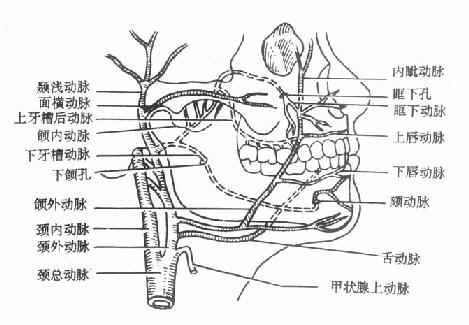 颞浅动脉
面横动脉
上牙槽后动脉
颌内动脉
下牙槽动脉
下颌孔
颌外动脉
颈内动脉
颈外动脉
颈总动脉
内眦动脉
眶下孔
眶下动脉
上唇动脉
下唇动脉
颏动脉
舌动脉
甲状腺上动脉